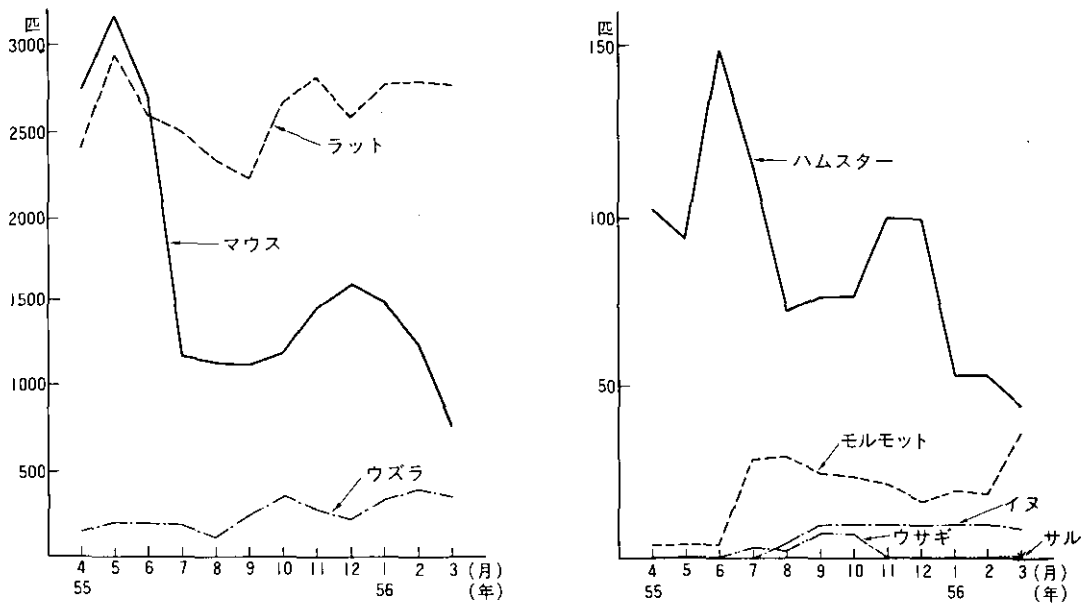 匹
3000
2500
2000
1500
1000
500
ラット
マウス
ウズラ
4 5 6 7 8 9 10 11 12 1 2 3 (月)
55 56 (年)
匹
150
100
50
ハムスター
モルモット
イヌ
ウサギ
サル
4 5 6 7 8 9 10 11 12 1 2 3 (月)
55 56 (年)